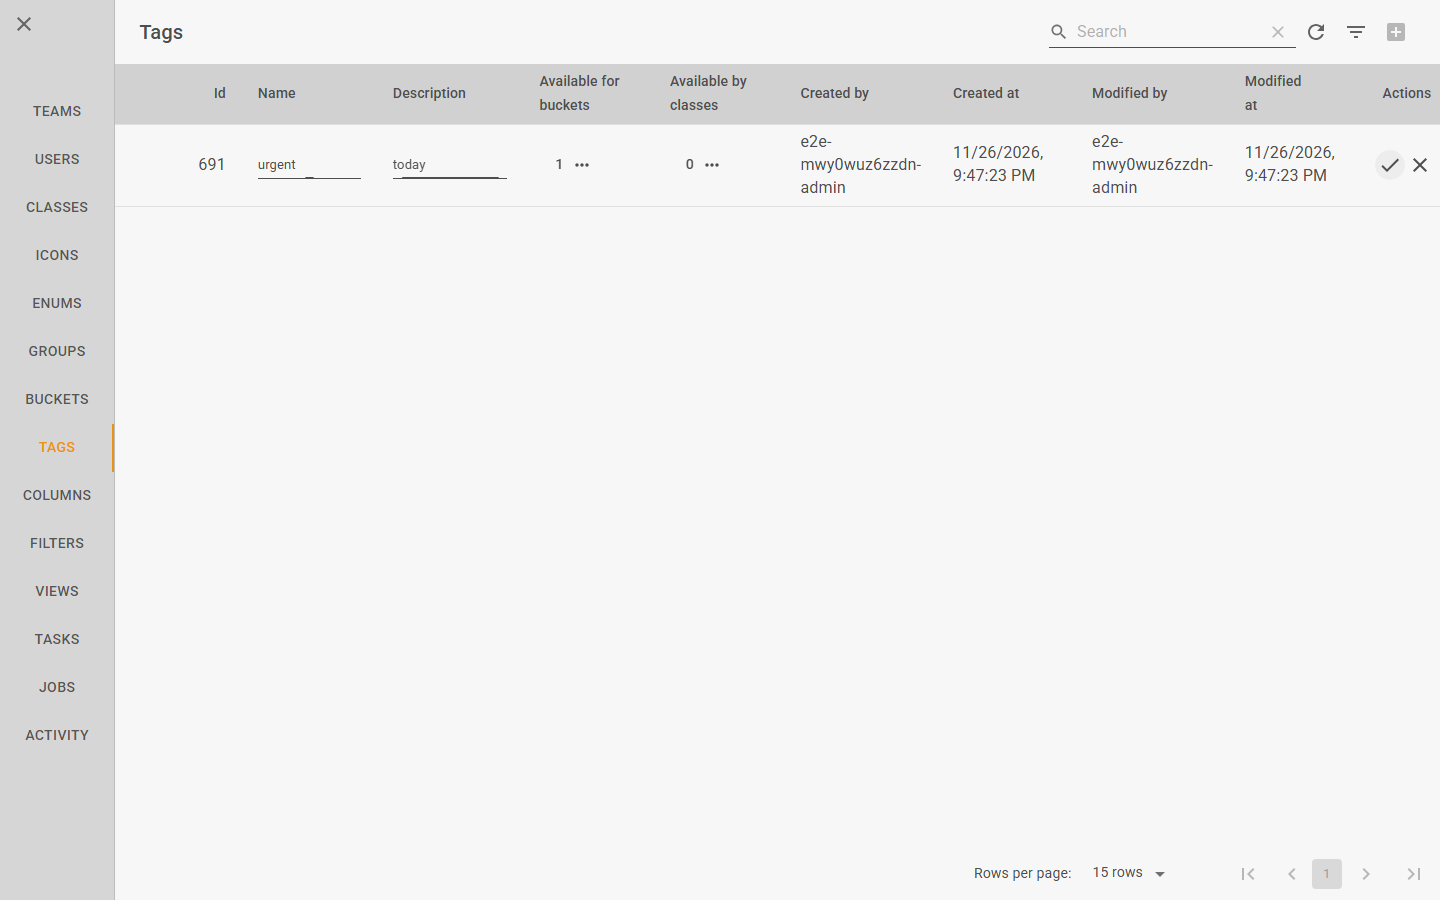 Tags
Search
TEAMS
USERS
CLASSES
ICONS
ENUMS
GROUPS
BUCKETS
TAGS
COLUMNS
FILTERS
VIEWS
TASKS
JOBS
ACTIVITY
Id
Name
Description
Available for
buckets
Available by
classes
Created by
Created at
Modified by
Modified
at
Actions
691
urgent
today
1
0
e2e-
mwy0wuz6zzdn-
admin
11/26/2026,
9:47:23 PM
e2e-
mwy0wuz6zzdn-
admin
11/26/2026,
9:47:23 PM
Rows per page:
15 rows
1